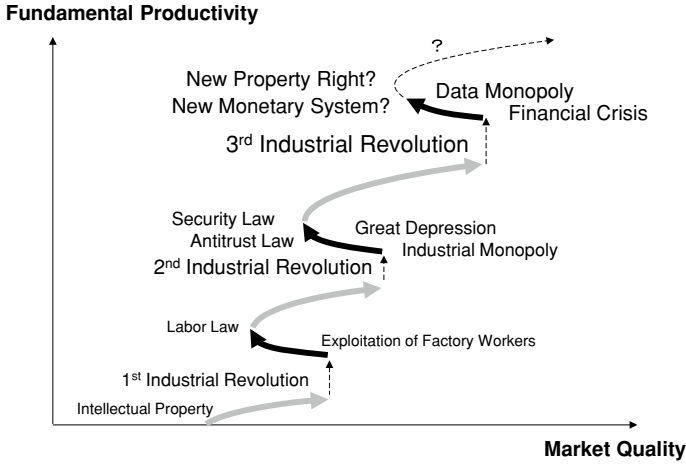 Fundamental Productivity
?
New Property Right?
Data Monopoly
New Monetary System?
Financial Crisis
3rd Industrial Revolution
Security Law
Great Depression
Antitrust Law
Industrial Monopoly
2nd Industrial Revolution
Labor Law
Exploitation of Factory Workers
1st Industrial Revolution
Intellectual Property
Market Quality